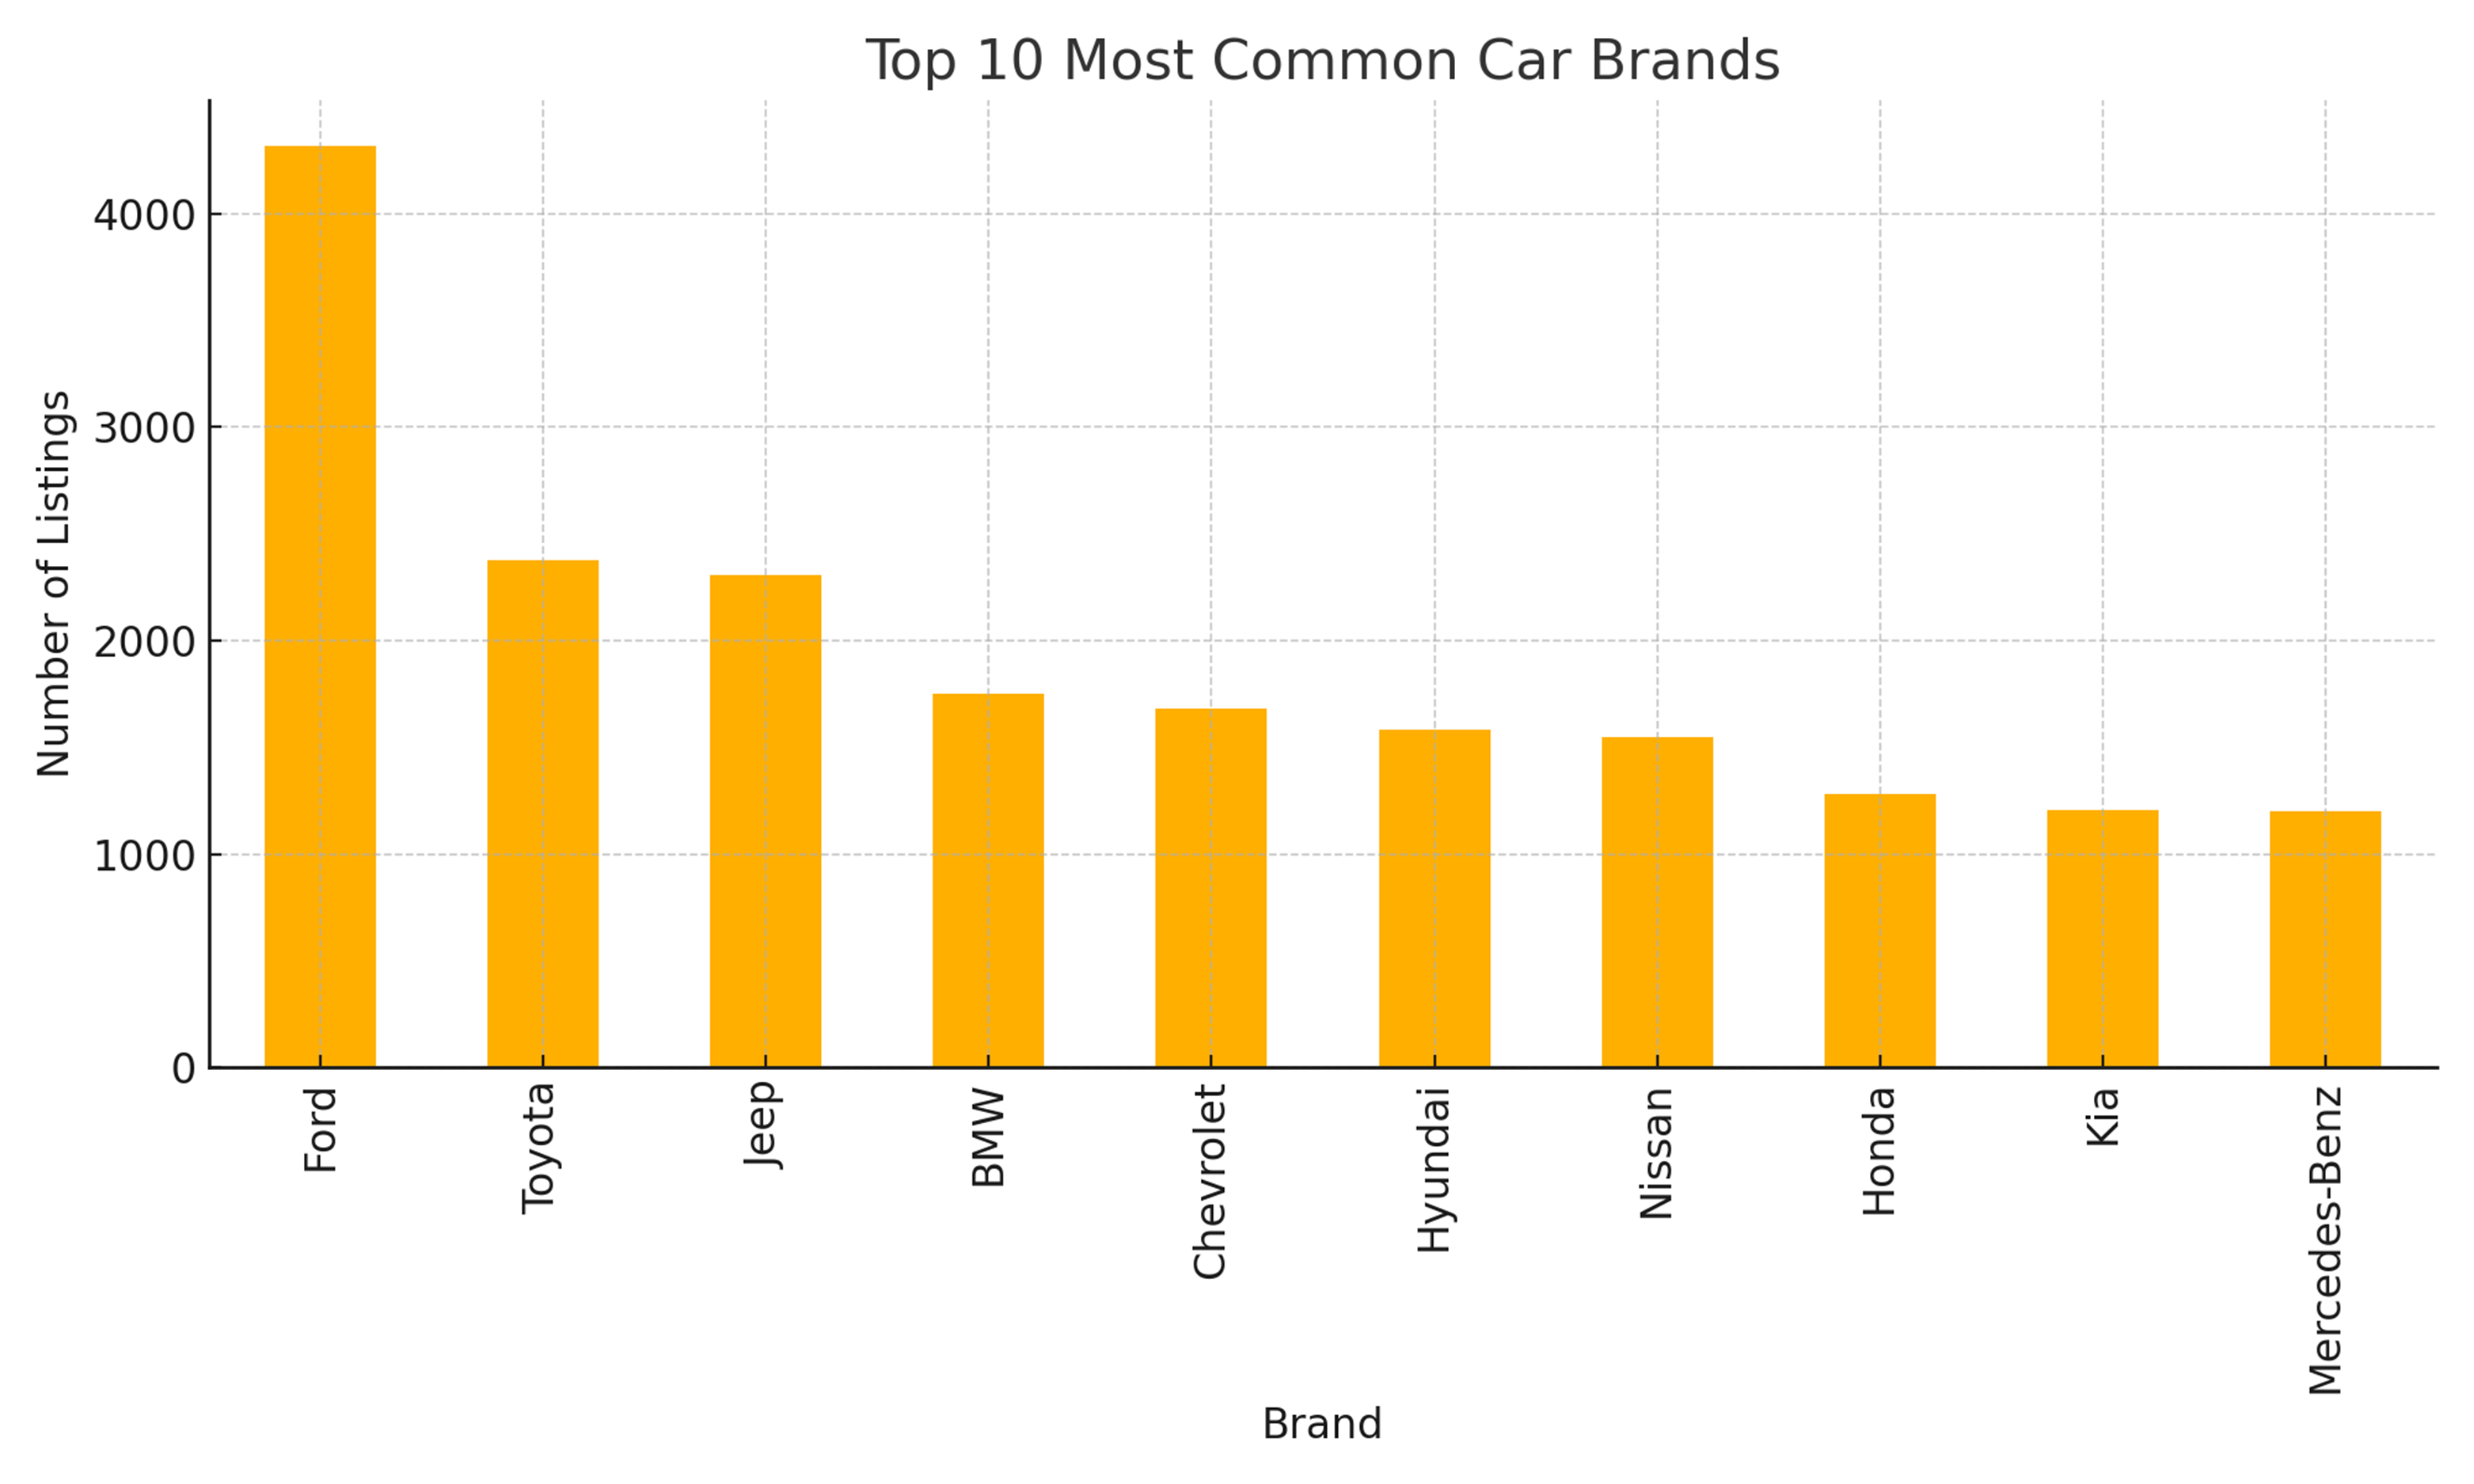 Top 10 Most Common Car Brands
Number of Listings
4000
3000
2000
1000
0
Ford
Toyota
Jeep
BMW
Chevrolet
Hyundai
Nissan
Honda
Kia
Mercedes-Benz
Brand